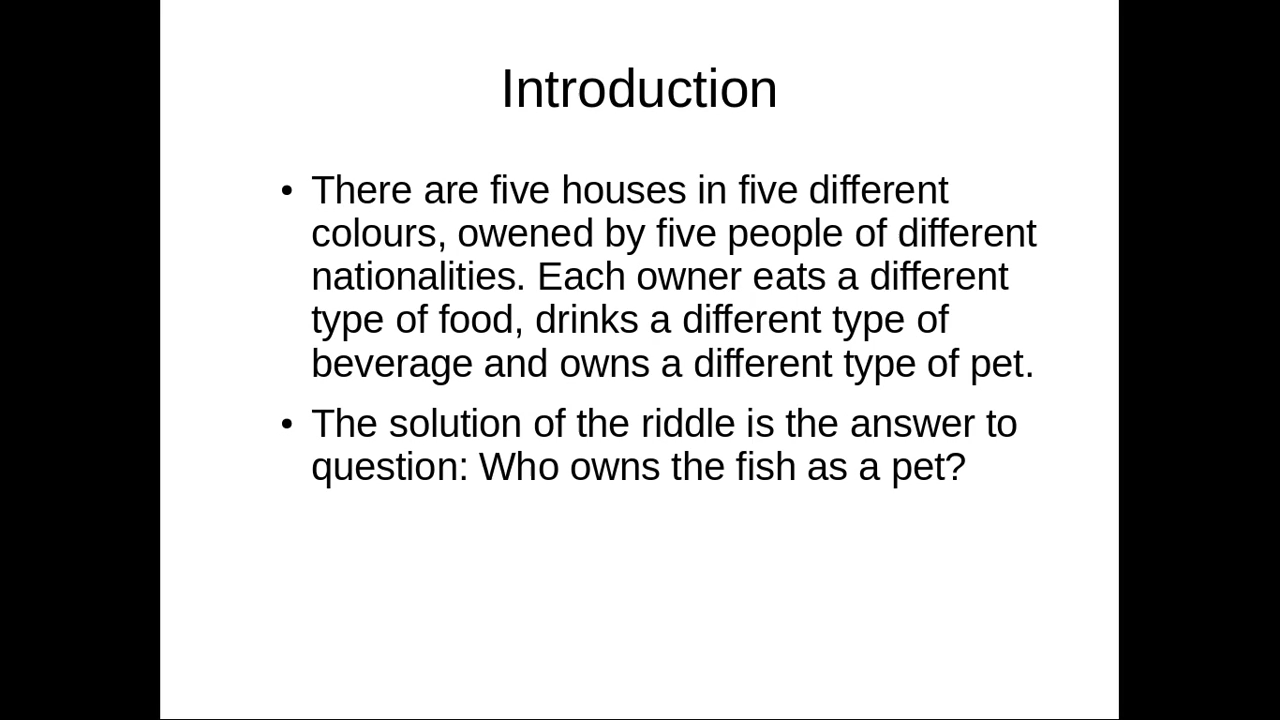 Introduction
• There are five houses in five different
colours, owened by five people of different
nationalities. Each owner eats a different
type of food, drinks a different type of
beverage and owns a different type of pet.
• The solution of the riddle is the answer to
question: Who owns the fish as a pet?